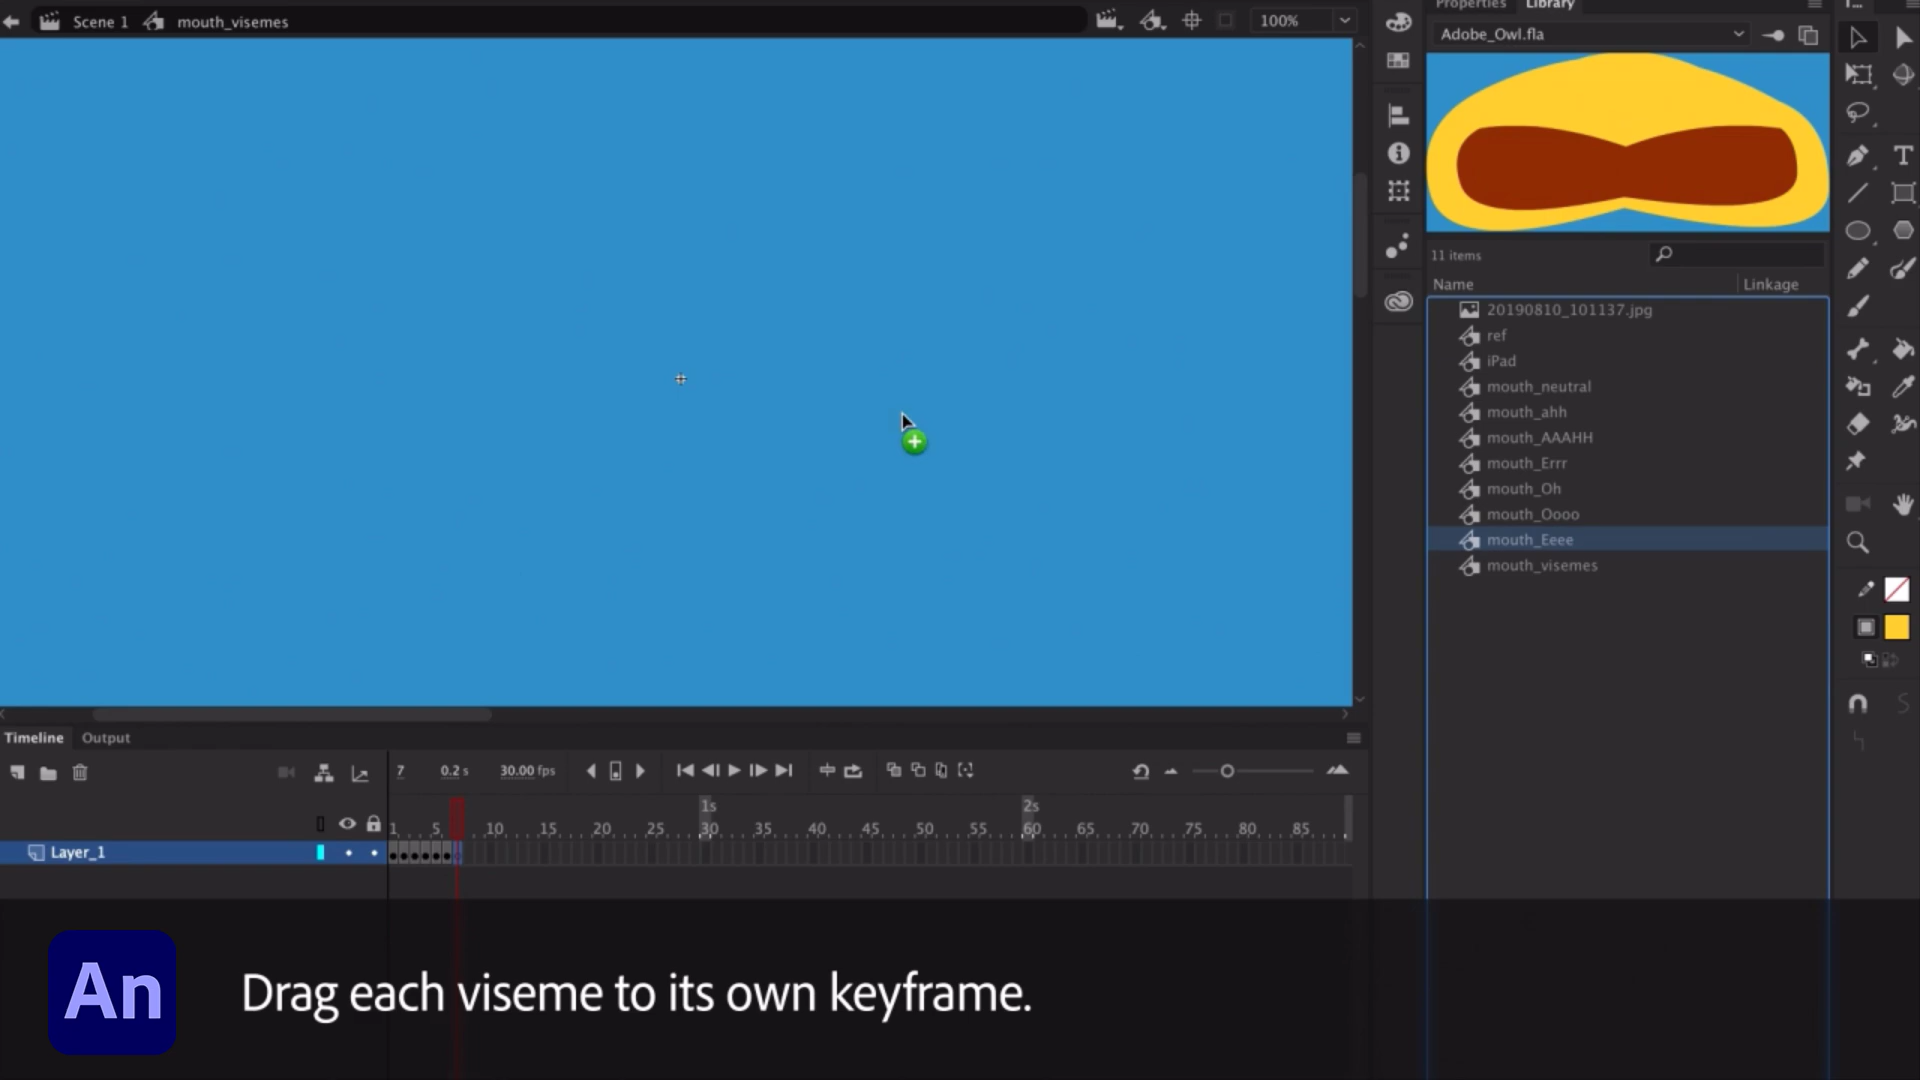 Scene 1 mouth_visemes 100%
Properties Library T...
Adobe_Owl.fla
11 items
Name Linkage
20190810_101137.jpg
ref
iPad
mouth_neutral
mouth_ahh
mouth_AAAHH
mouth_Errr
mouth_Oh
mouth_Oooo
mouth_Eeee
mouth_visemes
Timeline Output
7 0.2 s 30.00 fps
1s 2s
1 5 10 15 20 25 30 35 40 45 50 55 60 65 70 75 80 85
Layer_1
An Drag each viseme to its own keyframe.